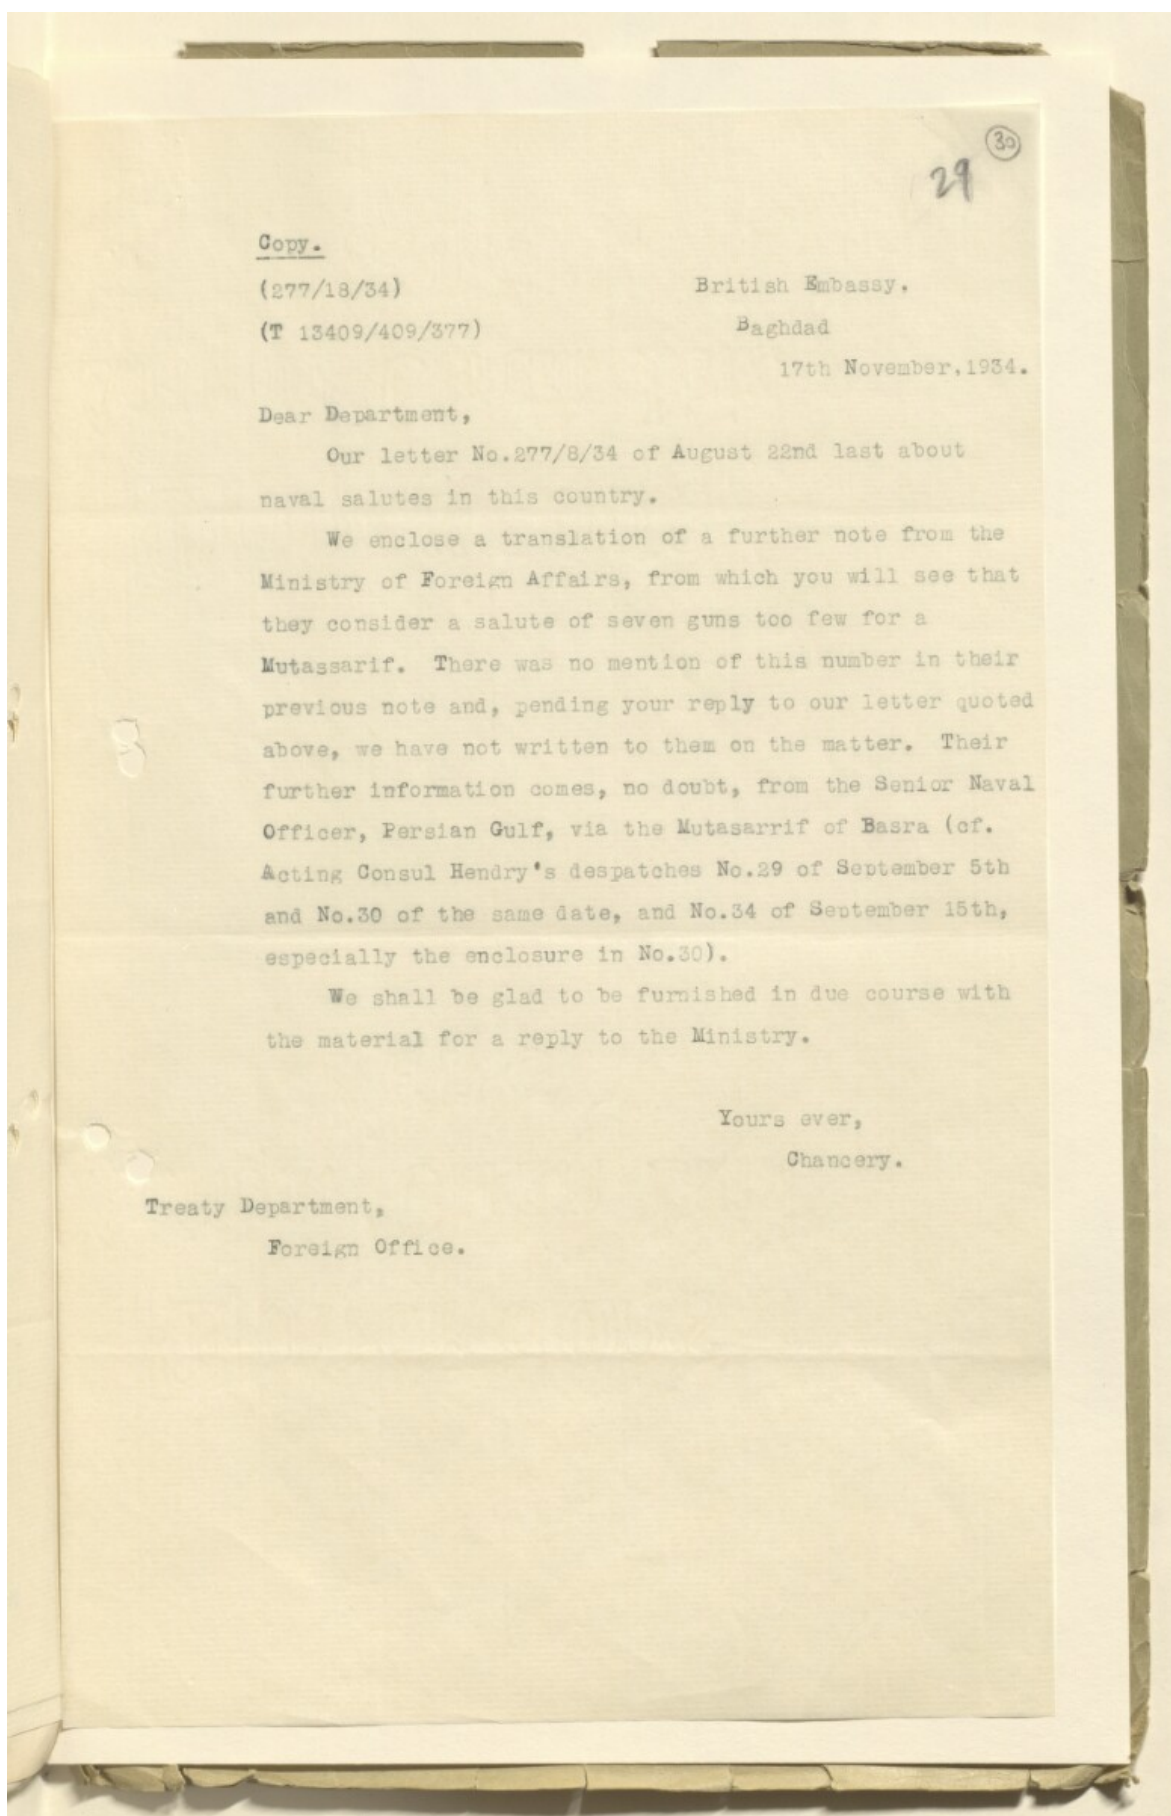 30
29
Copy.
(277/18/34)
British Embassy.
(T 13409/409/377)
Baghdad
17th November, 1934.
Dear Department,
Our letter No.277/8/34 of August 22nd last about
naval salutes in this country.
We enclose a translation of a further note from the
Ministry of Foreign Affairs, from which you will see that
they consider a salute of seven guns too few for a
Mutassarif. There was no mention of this number in their
previous note and, pending your reply to our letter quoted
above, we have not written to them on the matter. Their
further information comes, no doubt, from the Senior Naval
Officer, Persian Gulf, via the Mutasarrif of Basra (cf.
Acting Consul Hendry's despatches No.29 of September 5th
and No.30 of the same date, and No.34 of September 15th,
especially the enclosure in No.30).
We shall be glad to be furnished in due course with
the material for a reply to the Ministry.
Yours ever,
Chancery.
Treaty Department,
Foreign Office.